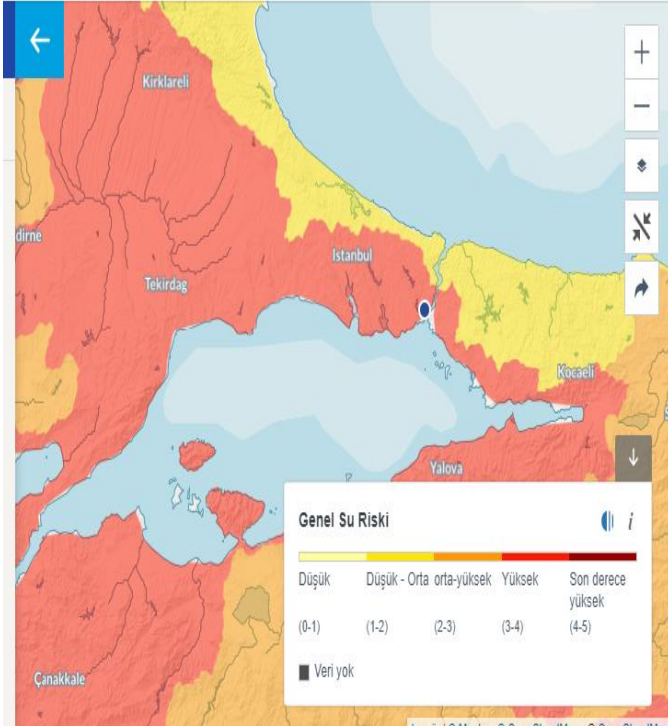 Kirklareli
dirne
Istanbul
Tekirdag
Kocaeli
Yalova
Genel Su Riski
i
Düşük
Düşük - Orta
orta-yüksek
Yüksek
Son derece
yüksek
(0-1)
(1-2)
(2-3)
(3-4)
(4-5)
Veri yok
Çanakkale